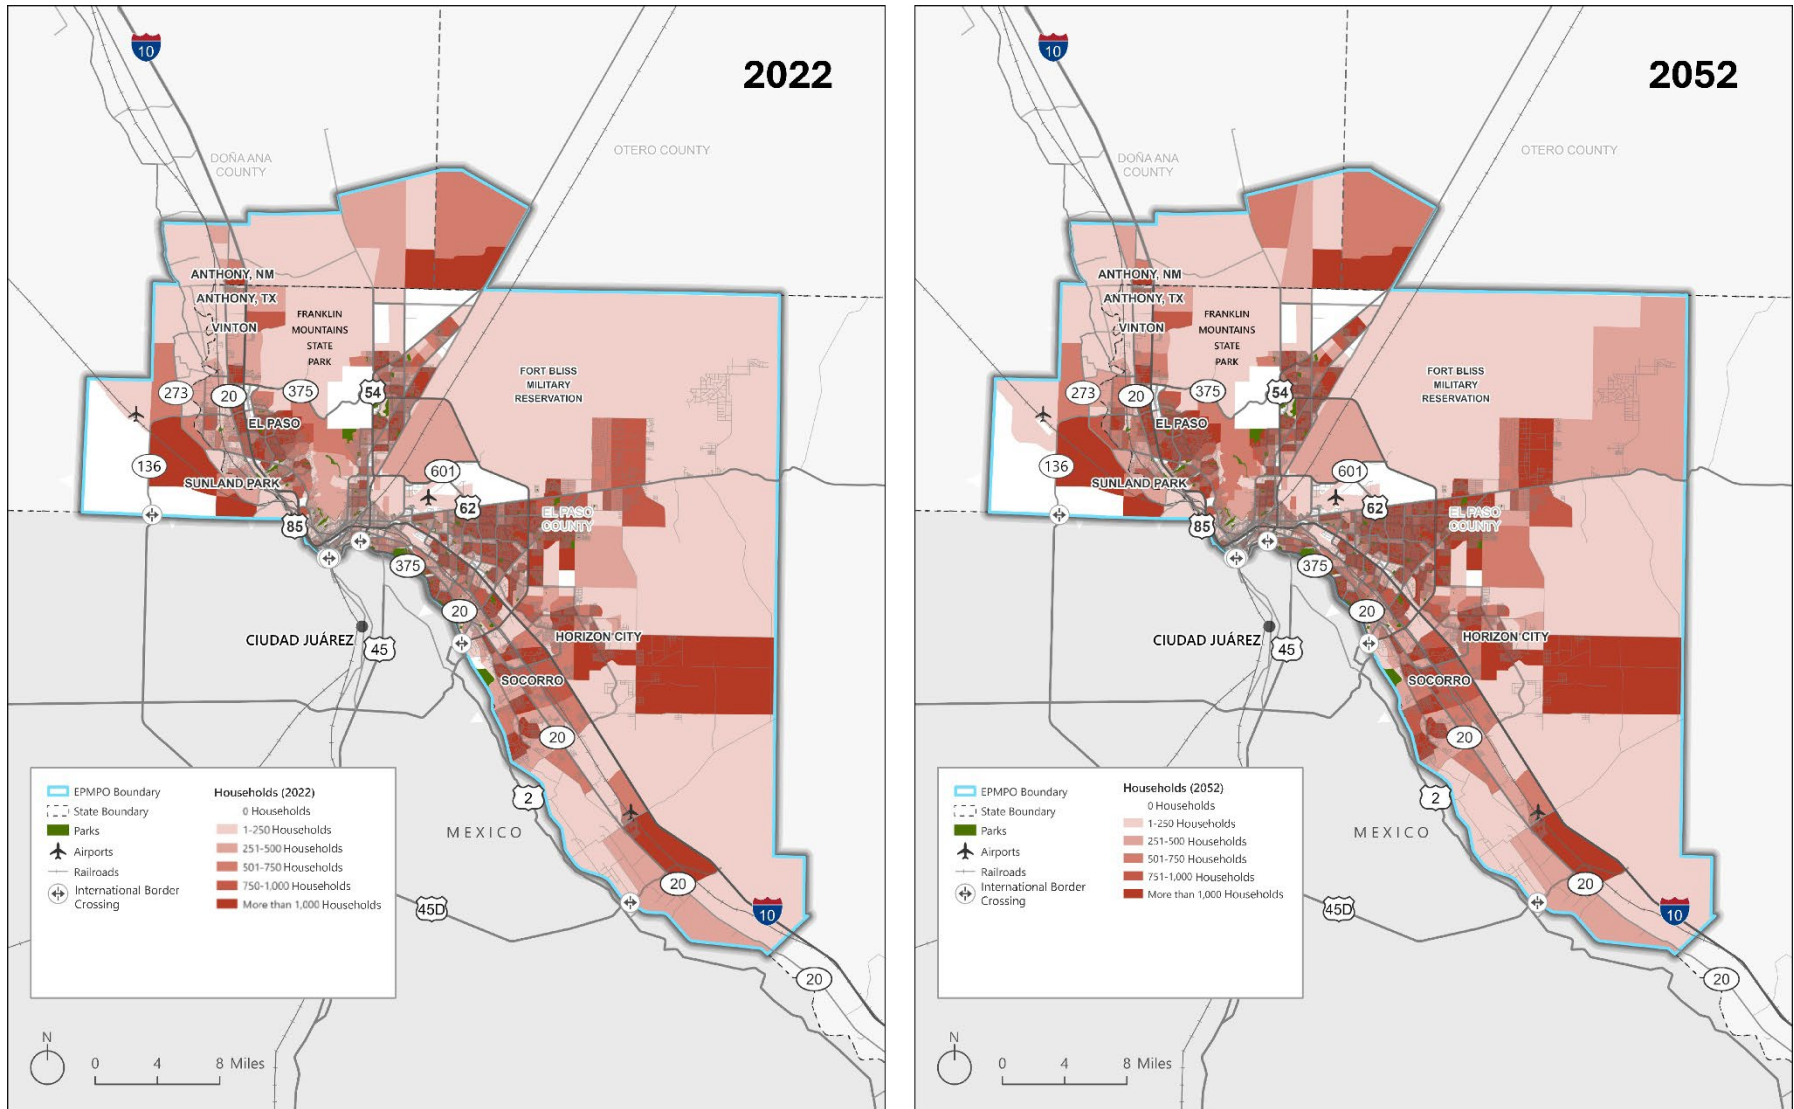 10
2022
OTERO COUNTY
DOÑA ANA
COUNTY
ANTHONY, NM
ANTHONY, TX
VINTON
FRANKLIN
MOUNTAINS
STATE
PARK
FORT BLISS
MILITARY
RESERVATION
273
20
375
54
EL PASO
136
601
SUNLAND PARK
62
85
EL PASO
COUNTY
375
20
CIUDAD JUÁREZ
45
HORIZON CITY
SOCORRO
20
2
MEXICO
20
45D
10
20
EPMPO Boundary
State Boundary
Parks
Airports
Railroads
International Border
Crossing
Households (2022)
0 Households
1-250 Households
251-500 Households
501-750 Households
750-1,000 Households
More than 1,000 Households
N
0 4 8 Miles
10
2052
OTERO COUNTY
DOÑA ANA
COUNTY
ANTHONY, NM
ANTHONY, TX
VINTON
FRANKLIN
MOUNTAINS
STATE
PARK
FORT BLISS
MILITARY
RESERVATION
273
20
375
54
EL PASO
136
601
SUNLAND PARK
62
85
EL PASO
COUNTY
375
20
CIUDAD JUÁREZ
45
HORIZON CITY
SOCORRO
20
2
MEXICO
20
45D
10
20
EPMPO Boundary
State Boundary
Parks
Airports
Railroads
International Border
Crossing
Households (2052)
0 Households
1-250 Households
251-500 Households
501-750 Households
751-1,000 Households
More than 1,000 Households
N
0 4 8 Miles